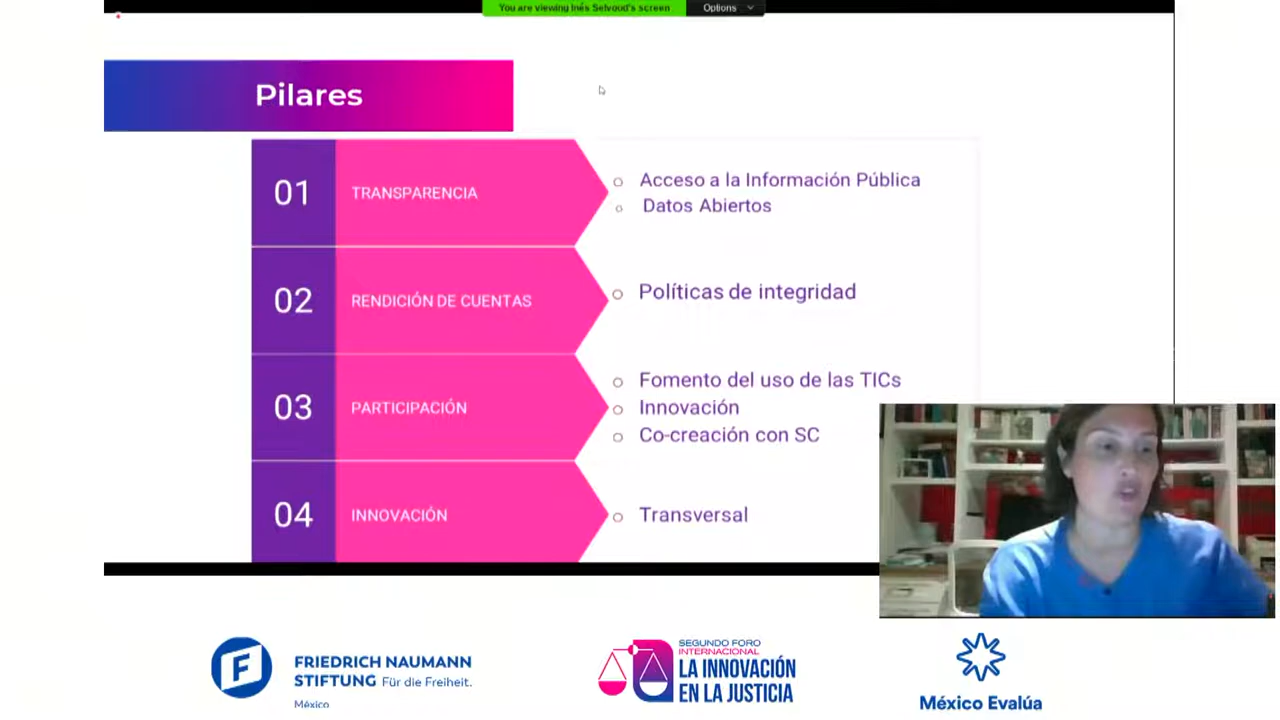 You are viewing Inés Selvood's screen
Options
Pilares
01
TRANSPARENCIA
Acceso a la Información Pública
Datos Abiertos
02
RENDICIÓN DE CUENTAS
Políticas de integridad
03
PARTICIPACIÓN
Fomento del uso de las TICs
Innovación
Co-creación con SC
04
INNOVACIÓN
Transversal
F
FRIEDRICH NAUMANN
STIFTUNG Für die Freiheit.
México
SEGUNDO FORO
INTERNACIONAL
LA INNOVACIÓN
EN LA JUSTICIA
México Evalúa